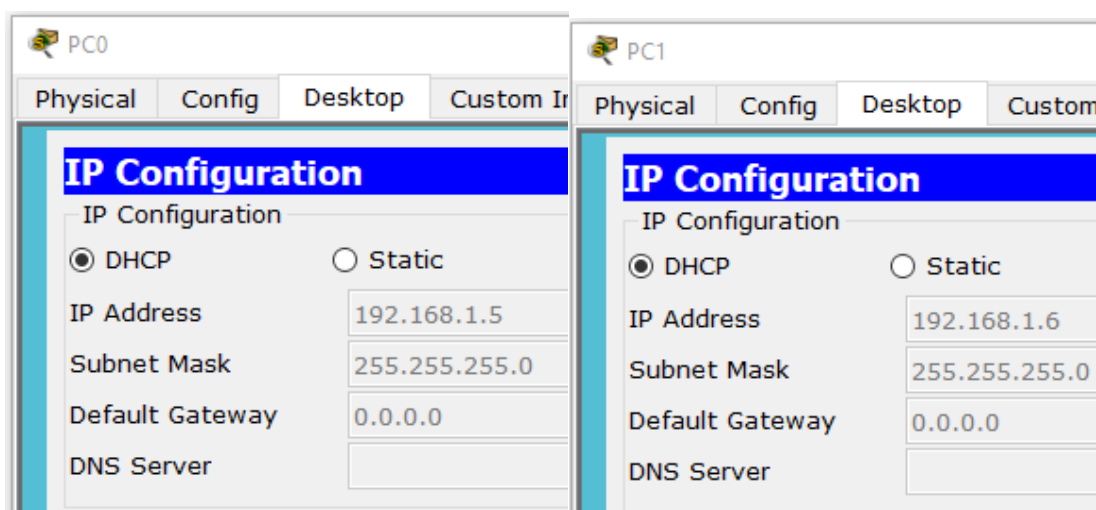 PC0
Physical Config Desktop Custom In
IP Configuration
IP Configuration
DHCP Static
IP Address 192.168.1.5
Subnet Mask 255.255.255.0
Default Gateway 0.0.0.0
DNS Server
PC1
Physical Config Desktop Custom
IP Configuration
IP Configuration
DHCP Static
IP Address 192.168.1.6
Subnet Mask 255.255.255.0
Default Gateway 0.0.0.0
DNS Server